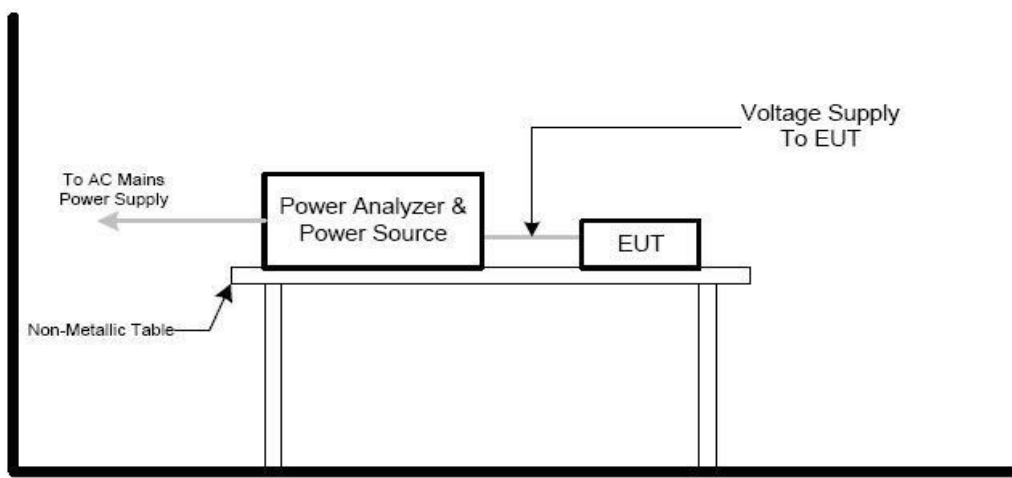 Voltage Supply
To EUT
To AC Mains
Power Supply
Power Analyzer &
Power Source
EUT
Non-Metallic Table